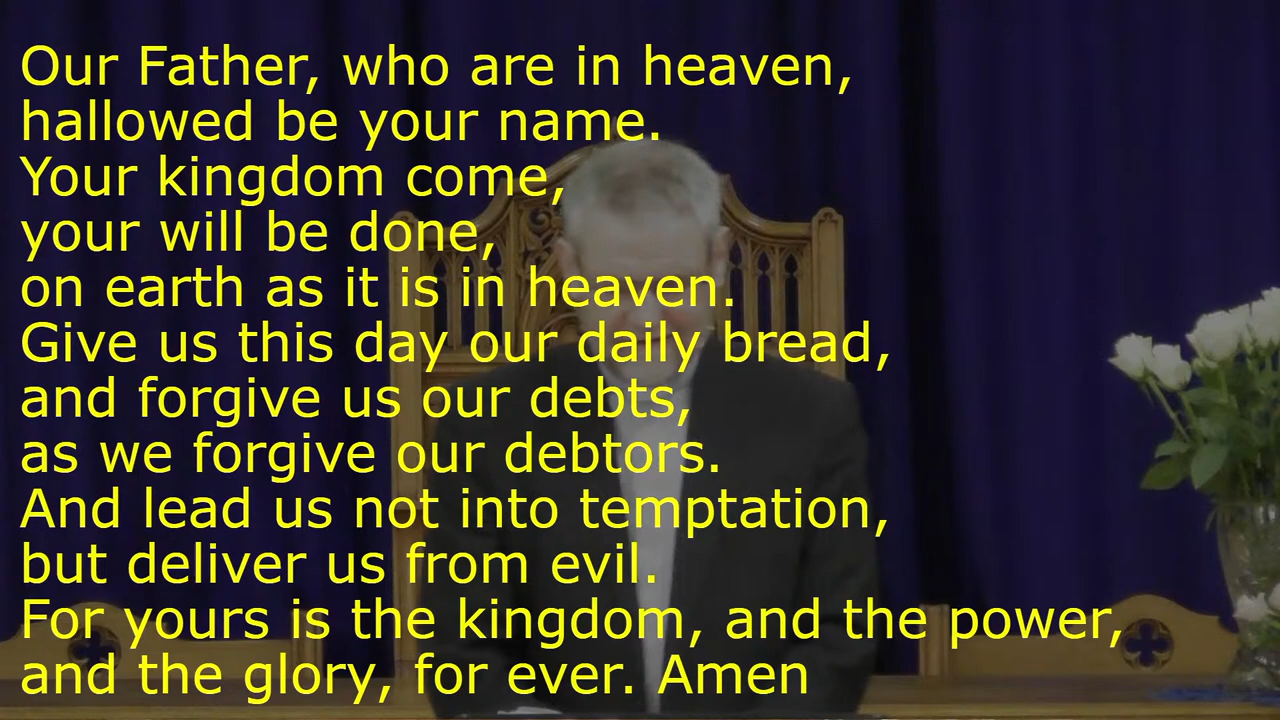 Our Father, who are in heaven,
hallowed be your name.
Your kingdom come,
your will be done,
on earth as it is in heaven.
Give us this day our daily bread,
and forgive us our debts,
as we forgive our debtors.
And lead us not into temptation,
but deliver us from evil.
For yours is the kingdom, and the power,
and the glory, for ever. Amen